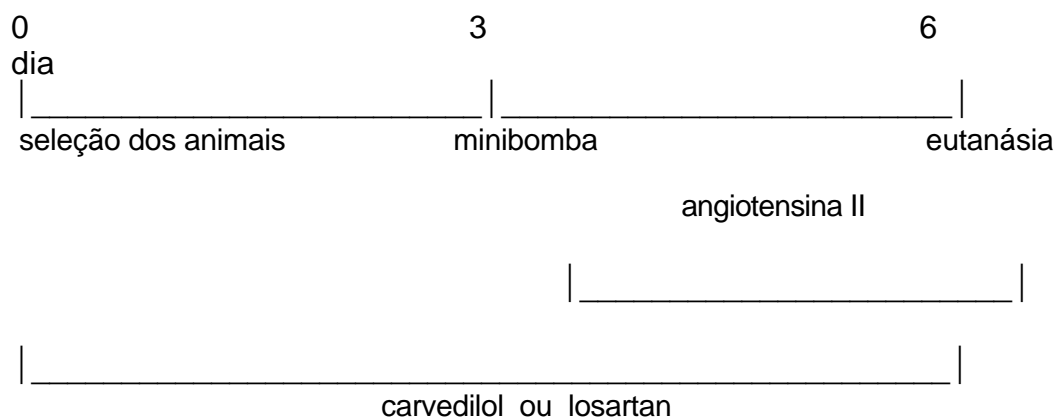 0 3 6
dia
seleção dos animais minibomba eutanásia
angiotensina II
carvedilol ou losartan